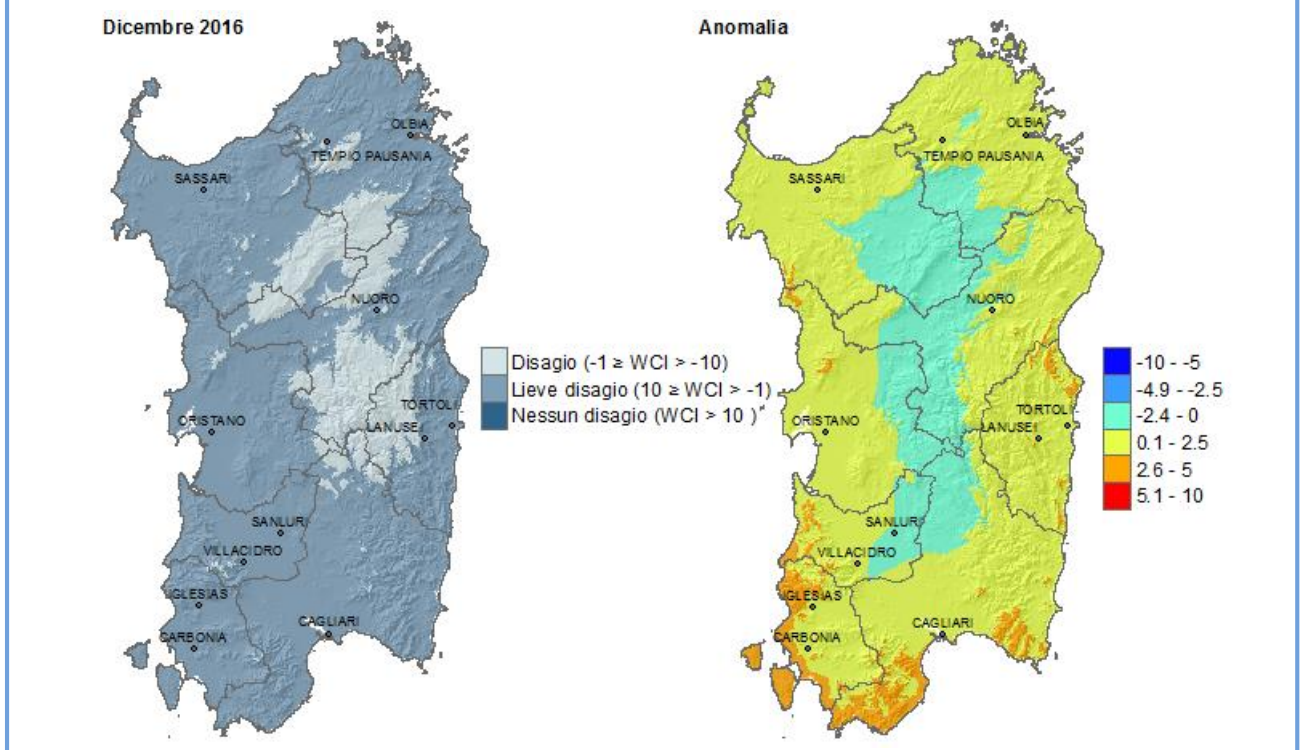 Dicembre 2016
Anomalia
OLBIA
TEMPIO PAUSANIA
SASSARI
NUORO
TORTOLI
ORISTANO
LANUSEI
SANLURI
VILLACIDRO
IGLESIAS
CAGLIARI
CARBONIA
Disagio (-1 ≥ WCI > -10)
Lieve disagio (10 ≥ WCI > -1)
Nessun disagio (WCI > 10 )
OLBIA
TEMPIO PAUSANIA
SASSARI
NUORO
TORTOLI
ORISTANO
LANUSEI
SANLURI
VILLACIDRO
IGLESIAS
CAGLIARI
CARBONIA
-10 - -5
-4.9 - -2.5
-2.4 - 0
0.1 - 2.5
2.6 - 5
5.1 - 10